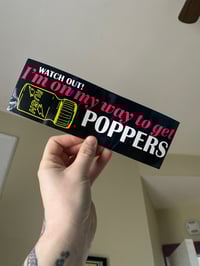 WATCH OUT!
I'm on my way to get
POPPERS